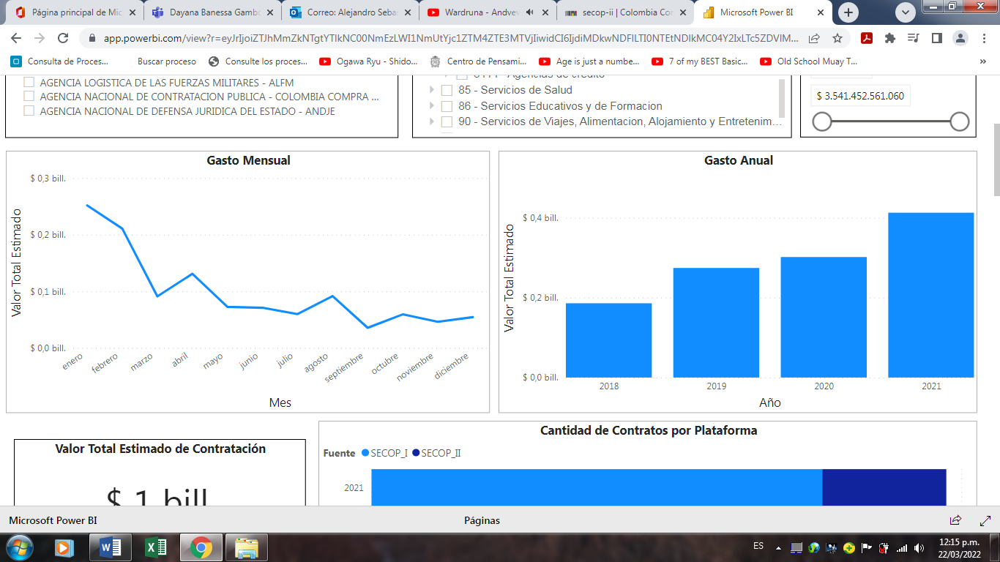 Página principal de Mic
Dayana Banessa Gambo
Correo: Alejandro Sebas
Wardruna - Andvev
secop-ii | Colombia Con
Microsoft Power BI
app.powerbi.com/view?r=eyJrIjoiZTJhMmZkNTgtYTlkNC00NmEzLWI1NmUtYjc1ZTM4ZTE3MTVjIiwidCI6IjdiMDkwNDFlLTI0NTEtNDlkMC04Y2IxLTc5ZDVlM...
Consulta de Proces...
Buscar proceso
Consulte los proces...
Ogawa Ryu - Shido...
Centro de Pensami...
Age is just a numbe...
7 of my BEST Basic...
Old School Muay T...
»
AGENCIA LOGISTICA DE LAS FUERZAS MILITARES - ALFM
AGENCIA NACIONAL DE CONTRATACION PUBLICA - COLOMBIA COMPRA ...
AGENCIA NACIONAL DE DEFENSA JURIDICA DEL ESTADO - ANDJE
- Agencias de credito
85 - Servicios de Salud
86 - Servicios Educativos y de Formacion
90 - Servicios de Viajes, Alimentacion, Alojamiento y Entretenim...
$ 3.541.452.561.060
Gasto Mensual
Valor Total Estimado
$ 0,3 bill.
$ 0,2 bill.
$ 0,1 bill.
$ 0,0 bill.
enero
febrero
marzo
abril
mayo
junio
julio
agosto
septiembre
octubre
noviembre
diciembre
Mes
Gasto Anual
Valor Total Estimado
$ 0,4 bill.
$ 0,2 bill.
$ 0,0 bill.
2018
2019
2020
2021
Año
Valor Total Estimado de Contratación
$ 1 bill
Cantidad de Contratos por Plataforma
Fuente SECOP_I SECOP_II
2021
Microsoft Power BI
Páginas
ES
12:15 p.m.
22/03/2022